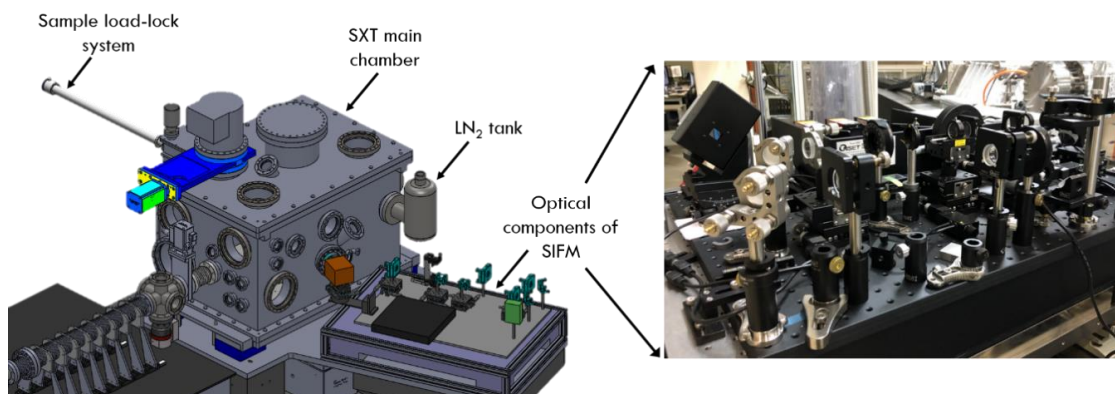 Sample load-lock
system
SXT main
chamber
LN₂ tank
Optical
components of
SIFM